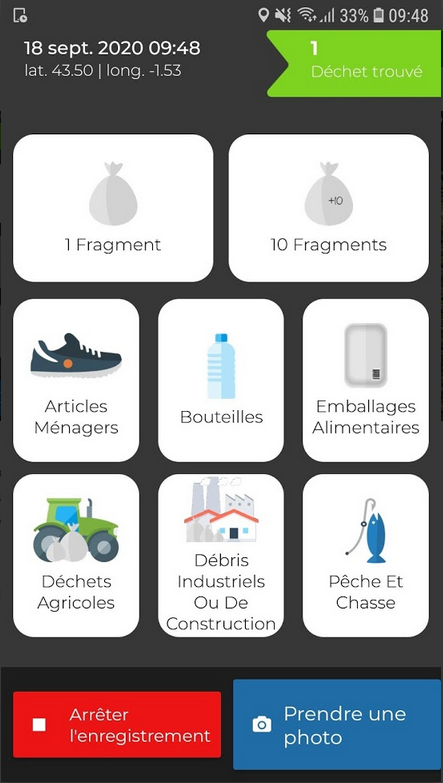 33% 09:48
18 sept. 2020 09:48
lat. 43.50 | long. -1.53
1
Déchet trouvé
1 Fragment
+10
10 Fragments
Articles
Ménagers
Bouteilles
Emballages
Alimentaires
Déchets
Agricoles
Débris
Industriels
Ou De
Construction
Pêche Et
Chasse
Arrêter
l'enregistrement
Prendre une
photo